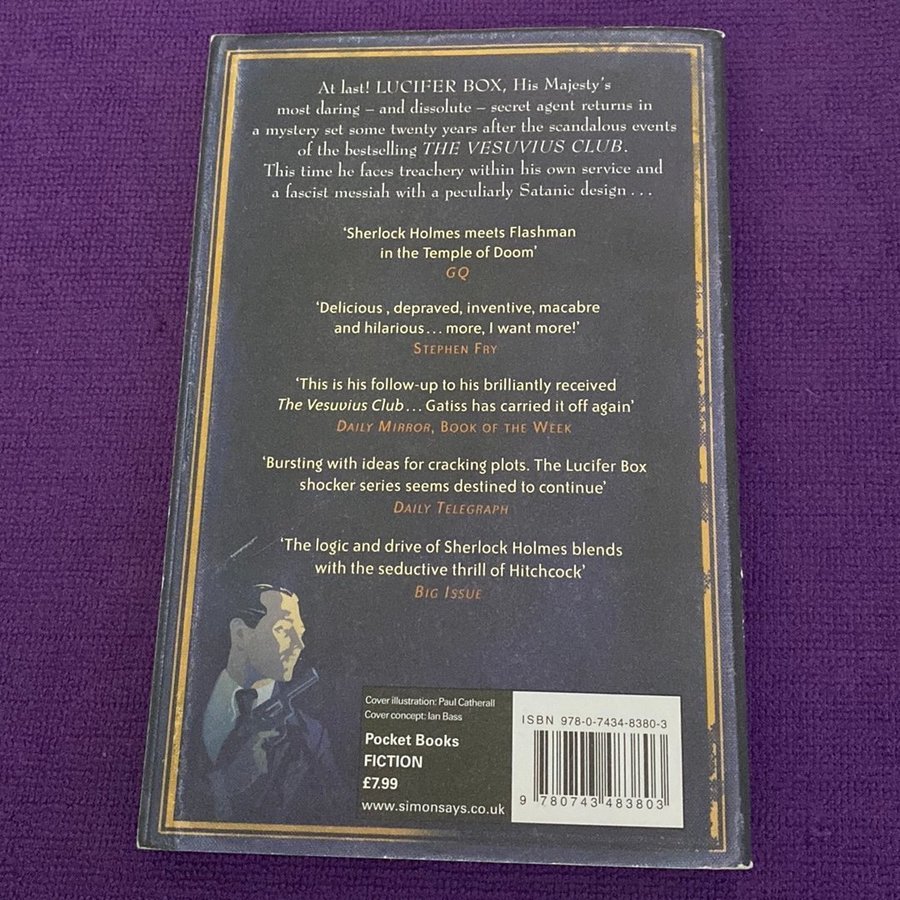 At last! LUCIFER BOX, His Majesty's
most daring – and dissolute – secret agent returns in
a mystery set some twenty years after the scandalous events
of the bestselling THE VESUVIUS CLUB.
This time he faces treachery within his own service and
a fascist messiah with a peculiarly Satanic design . . .
'Sherlock Holmes meets Flashman
in the Temple of Doom'
GQ
'Delicious , depraved, inventive, macabre
and hilarious . . . more, I want more!'
STEPHEN FRY
'This is his follow-up to his brilliantly received
The Vesuvius Club . . . Gatiss has carried it off again'
DAILY MIRROR, BOOK OF THE WEEK
'Bursting with ideas for cracking plots. The Lucifer Box
shocker series seems destined to continue'
DAILY TELEGRAPH
'The logic and drive of Sherlock Holmes blends
with the seductive thrill of Hitchcock'
BIG ISSUE
Cover illustration: Paul Catherall
Cover concept: Ian Bass
Pocket Books
FICTION
£7.99
www.simonsays.co.uk
ISBN 978-0-7434-8380-3
9 780743 483803